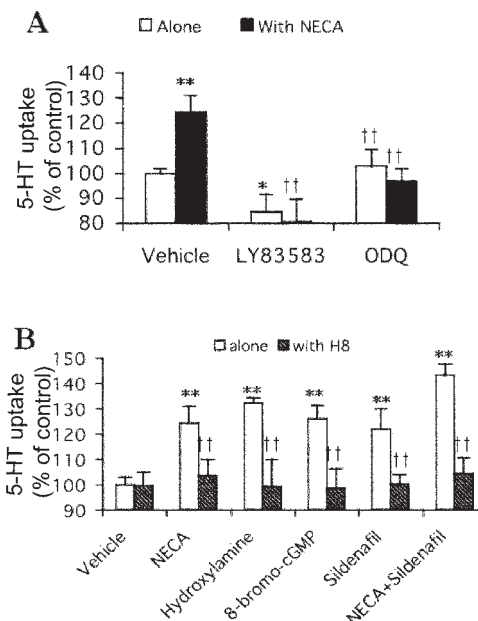 A
Alone With NECA
5-HT uptake
(% of control)
140
130
120
110
100
90
80
**
*
††
††
††
Vehicle LY83583 ODQ
B
alone with H8
5-HT uptake
(% of control)
150
140
130
120
110
100
90
**
††
**
††
**
††
**
††
**
††
Vehicle
NECA
Hydroxylamine
8-bromo-cGMP
Sildenafil
NECA+Sildenafil